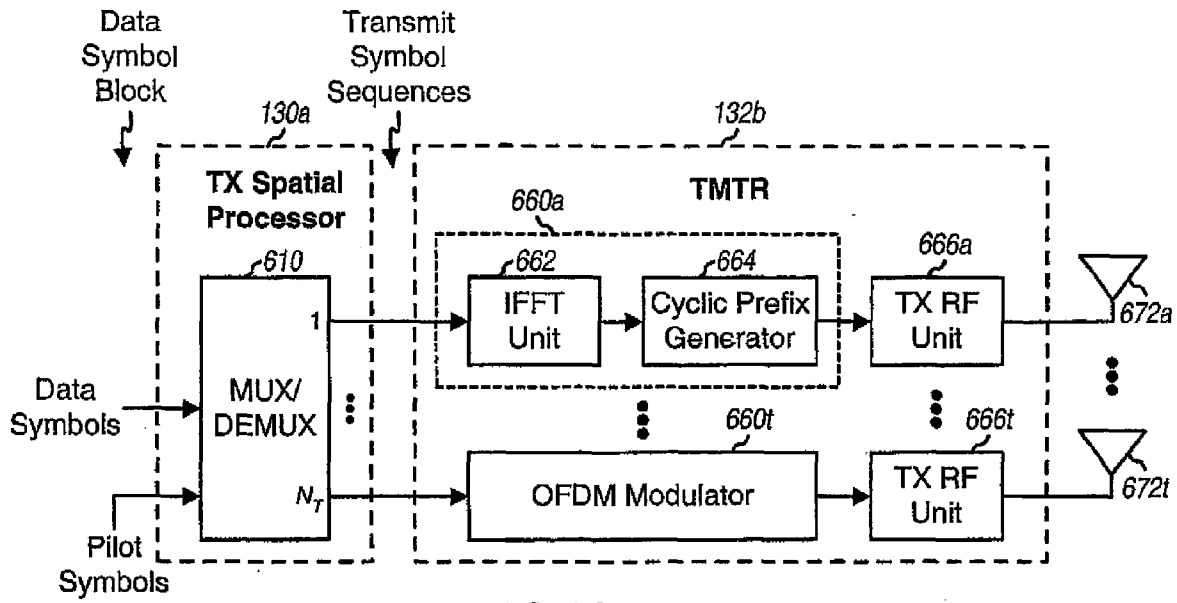 Data
Symbol
Block
Transmit
Symbol
Sequences
130a
132b
TX Spatial
Processor
TMTR
660a
610
662
664
666a
1
IFFT
Unit
Cyclic Prefix
Generator
TX RF
Unit
672a
Data
Symbols
MUX/
DEMUX
660t
666t
N_T
OFDM Modulator
TX RF
Unit
672t
Pilot
Symbols